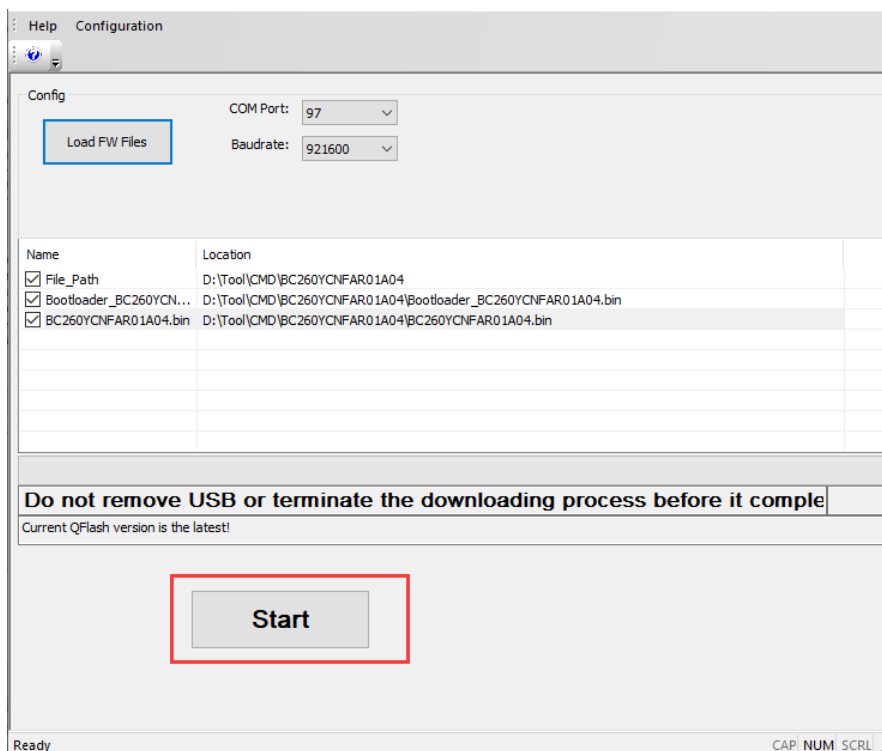 Help Configuration
Config
COM Port: 97
Load FW Files
Baudrate: 921600
Name Location
File_Path D:\Tool\CMD\BC260YCNFAR01A04
Bootloader_BC260YCN... D:\Tool\CMD\BC260YCNFAR01A04\Bootloader_BC260YCNFAR01A04.bin
BC260YCNFAR01A04.bin D:\Tool\CMD\BC260YCNFAR01A04\BC260YCNFAR01A04.bin
Do not remove USB or terminate the downloading process before it comple
Current QFlash version is the latest!
Start
Ready CAP NUM SCRL